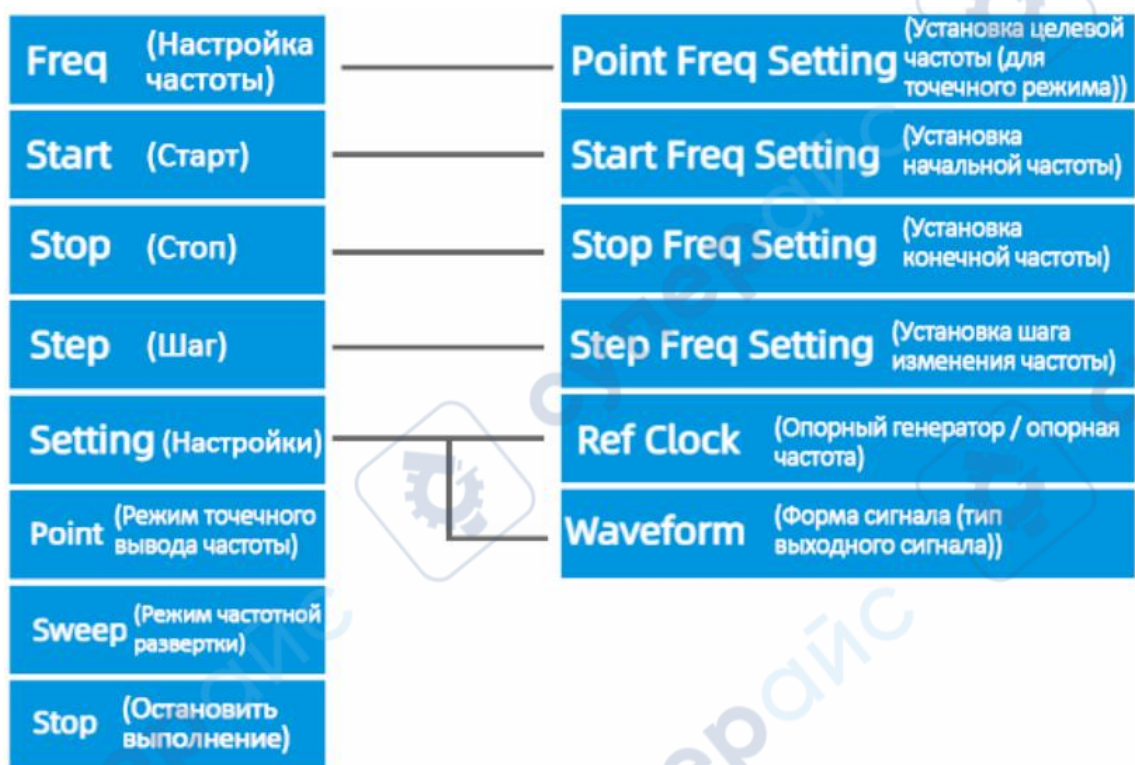 Freq (Настройка частоты)
Point Freq Setting (Установка целевой частоты (для точечного режима))
Start (Старт)
Start Freq Setting (Установка начальной частоты)
Stop (Стоп)
Stop Freq Setting (Установка конечной частоты)
Step (Шаг)
Step Freq Setting (Установка шага изменения частоты)
Setting (Настройки)
Ref Clock (Опорный генератор / опорная частота)
Point (Режим точечного вывода частоты)
Waveform (Форма сигнала (тип выходного сигнала))
Sweep (Режим частотной развертки)
Stop (Остановить выполнение)
суперайс